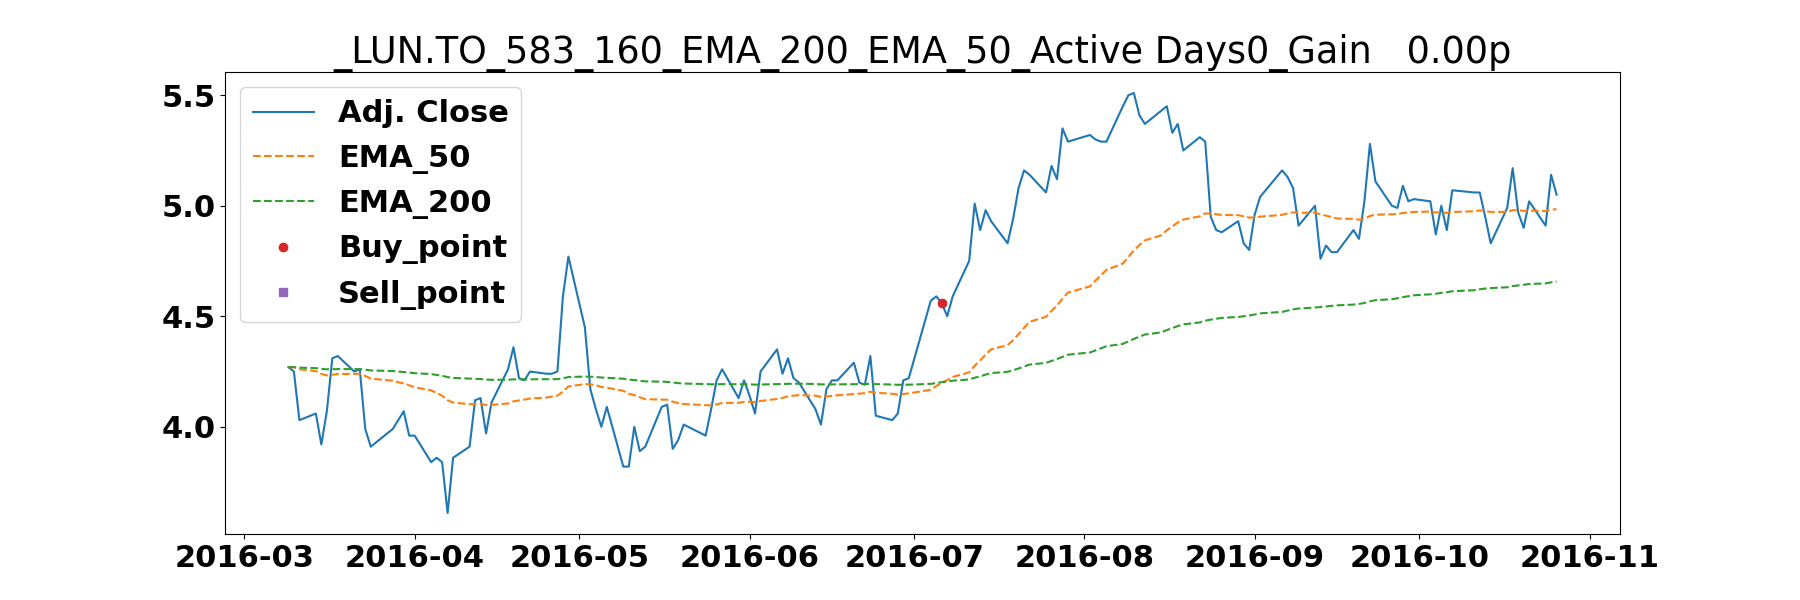 _LUN.TO_583_160_EMA_200_EMA_50_Active Days0_Gain   0.00p
5.5
5.0
4.5
4.0
Adj. Close
EMA_50
EMA_200
Buy_point
Sell_point
2016-03 2016-04 2016-05 2016-06 2016-07 2016-08 2016-09 2016-10 2016-11